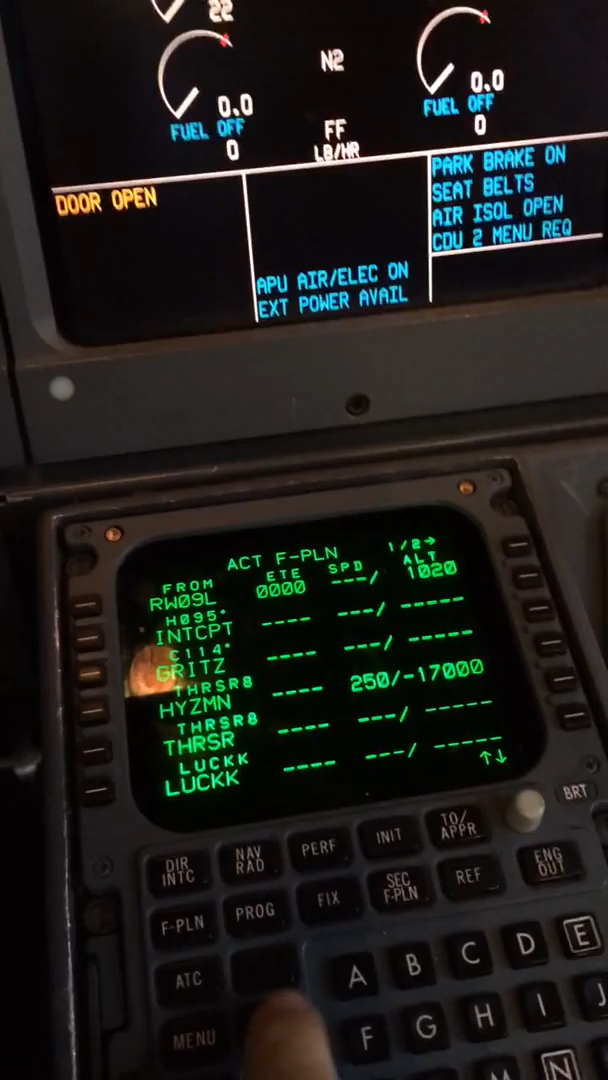 22
N2
0.0 0.0
FUEL OFF FUEL OFF
FF
0 LB/HR 0
DOOR OPEN
APU AIR/ELEC ON
EXT POWER AVAIL
PARK BRAKE ON
SEAT BELTS
AIR ISOL OPEN
CDU 2 MENU REQ
ACT F-PLN 1/2→
FROM ETE SPD ALT
RW09L 0000 ---/ 1020
H095°
INTCPT ---- ---/ -----
C114°
GRITZ ---- ---/ -----
THRSR8
HYZMN ---- 250/-17000
THRSR8
THRSR ---- ---/ -----
LUCKK
LUCKK ---- ---/ -----
↑↓
BRT
DIR INTC NAV RAD PERF INIT TO/APPR
F-PLN PROG FIX SEC F-PLN REF ENG OUT
ATC A B C D E
MENU F G H I J
N